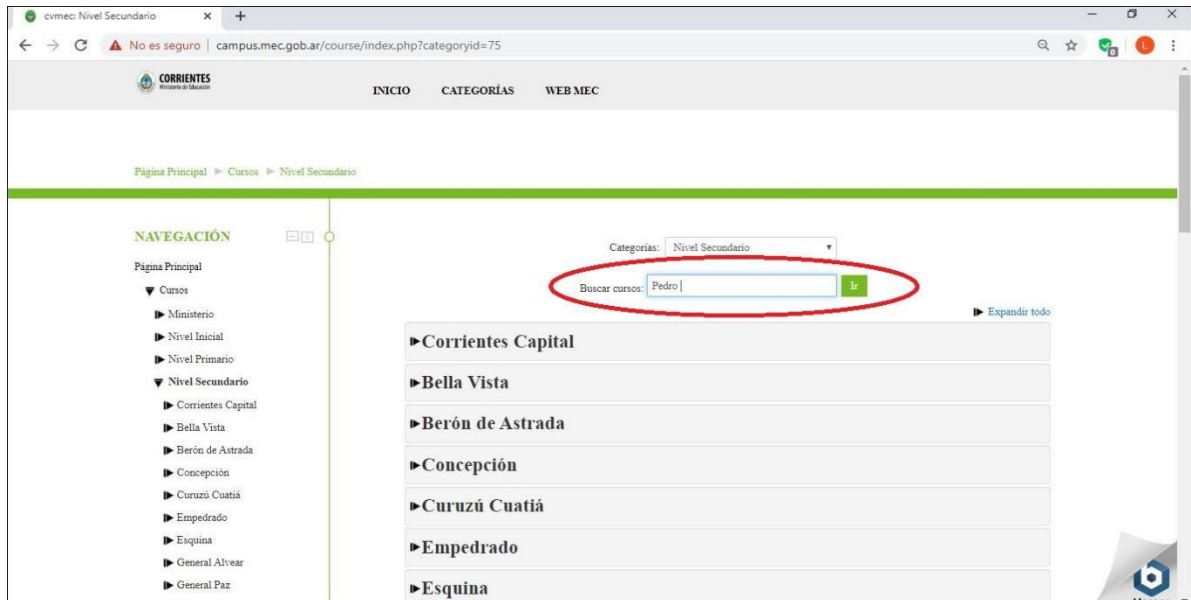 cvmec: Nivel Secundario
No es seguro | campus.mec.gob.ar/course/index.php?categoryid=75
L
CORRIENTES
Ministerio de Educación
INICIO CATEGORÍAS WEB MEC
Página Principal Cursos Nivel Secundario
NAVEGACIÓN
Página Principal
Cursos
Ministerio
Nivel Inicial
Nivel Primario
Nivel Secundario
Corrientes Capital
Bella Vista
Berón de Astrada
Concepción
Curuzú Cuatiá
Empedrado
Esquina
General Alvear
General Paz
Categorías: Nivel Secundario
Buscar cursos: Pedro Ir
Expandir todo
Corrientes Capital
Bella Vista
Berón de Astrada
Concepción
Curuzú Cuatiá
Empedrado
Esquina